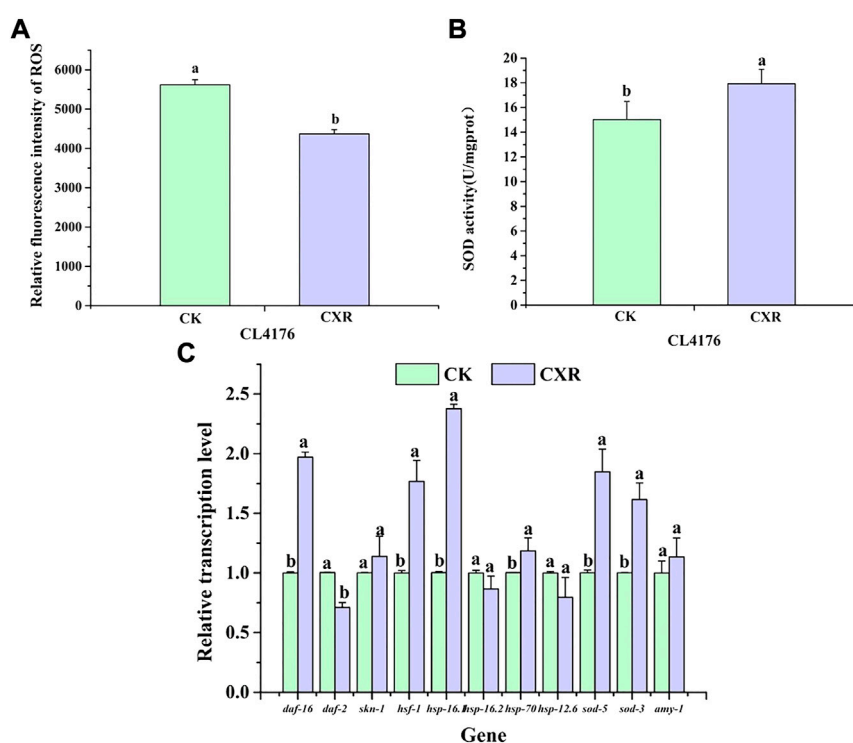 A
Relative fluorescence intensity of ROS
6000
5000
4000
3000
2000
1000
0
a
b
CK
CXR
CL4176
B
SOD activity(U/mgprot）
20
18
16
14
12
10
8
6
4
2
0
b
a
CK
CXR
CL4176
C
CK
CXR
Relative transcription level
2.5
2.0
1.5
1.0
0.5
0.0
b a
a b
a a
b a
b a
a a
b a
a a
b a
b a
a a
daf-16 daf-2 skn-1 hsf-1 hsp-16.1 hsp-16.2 hsp-70 hsp-12.6 sod-5 sod-3 amy-1
Gene